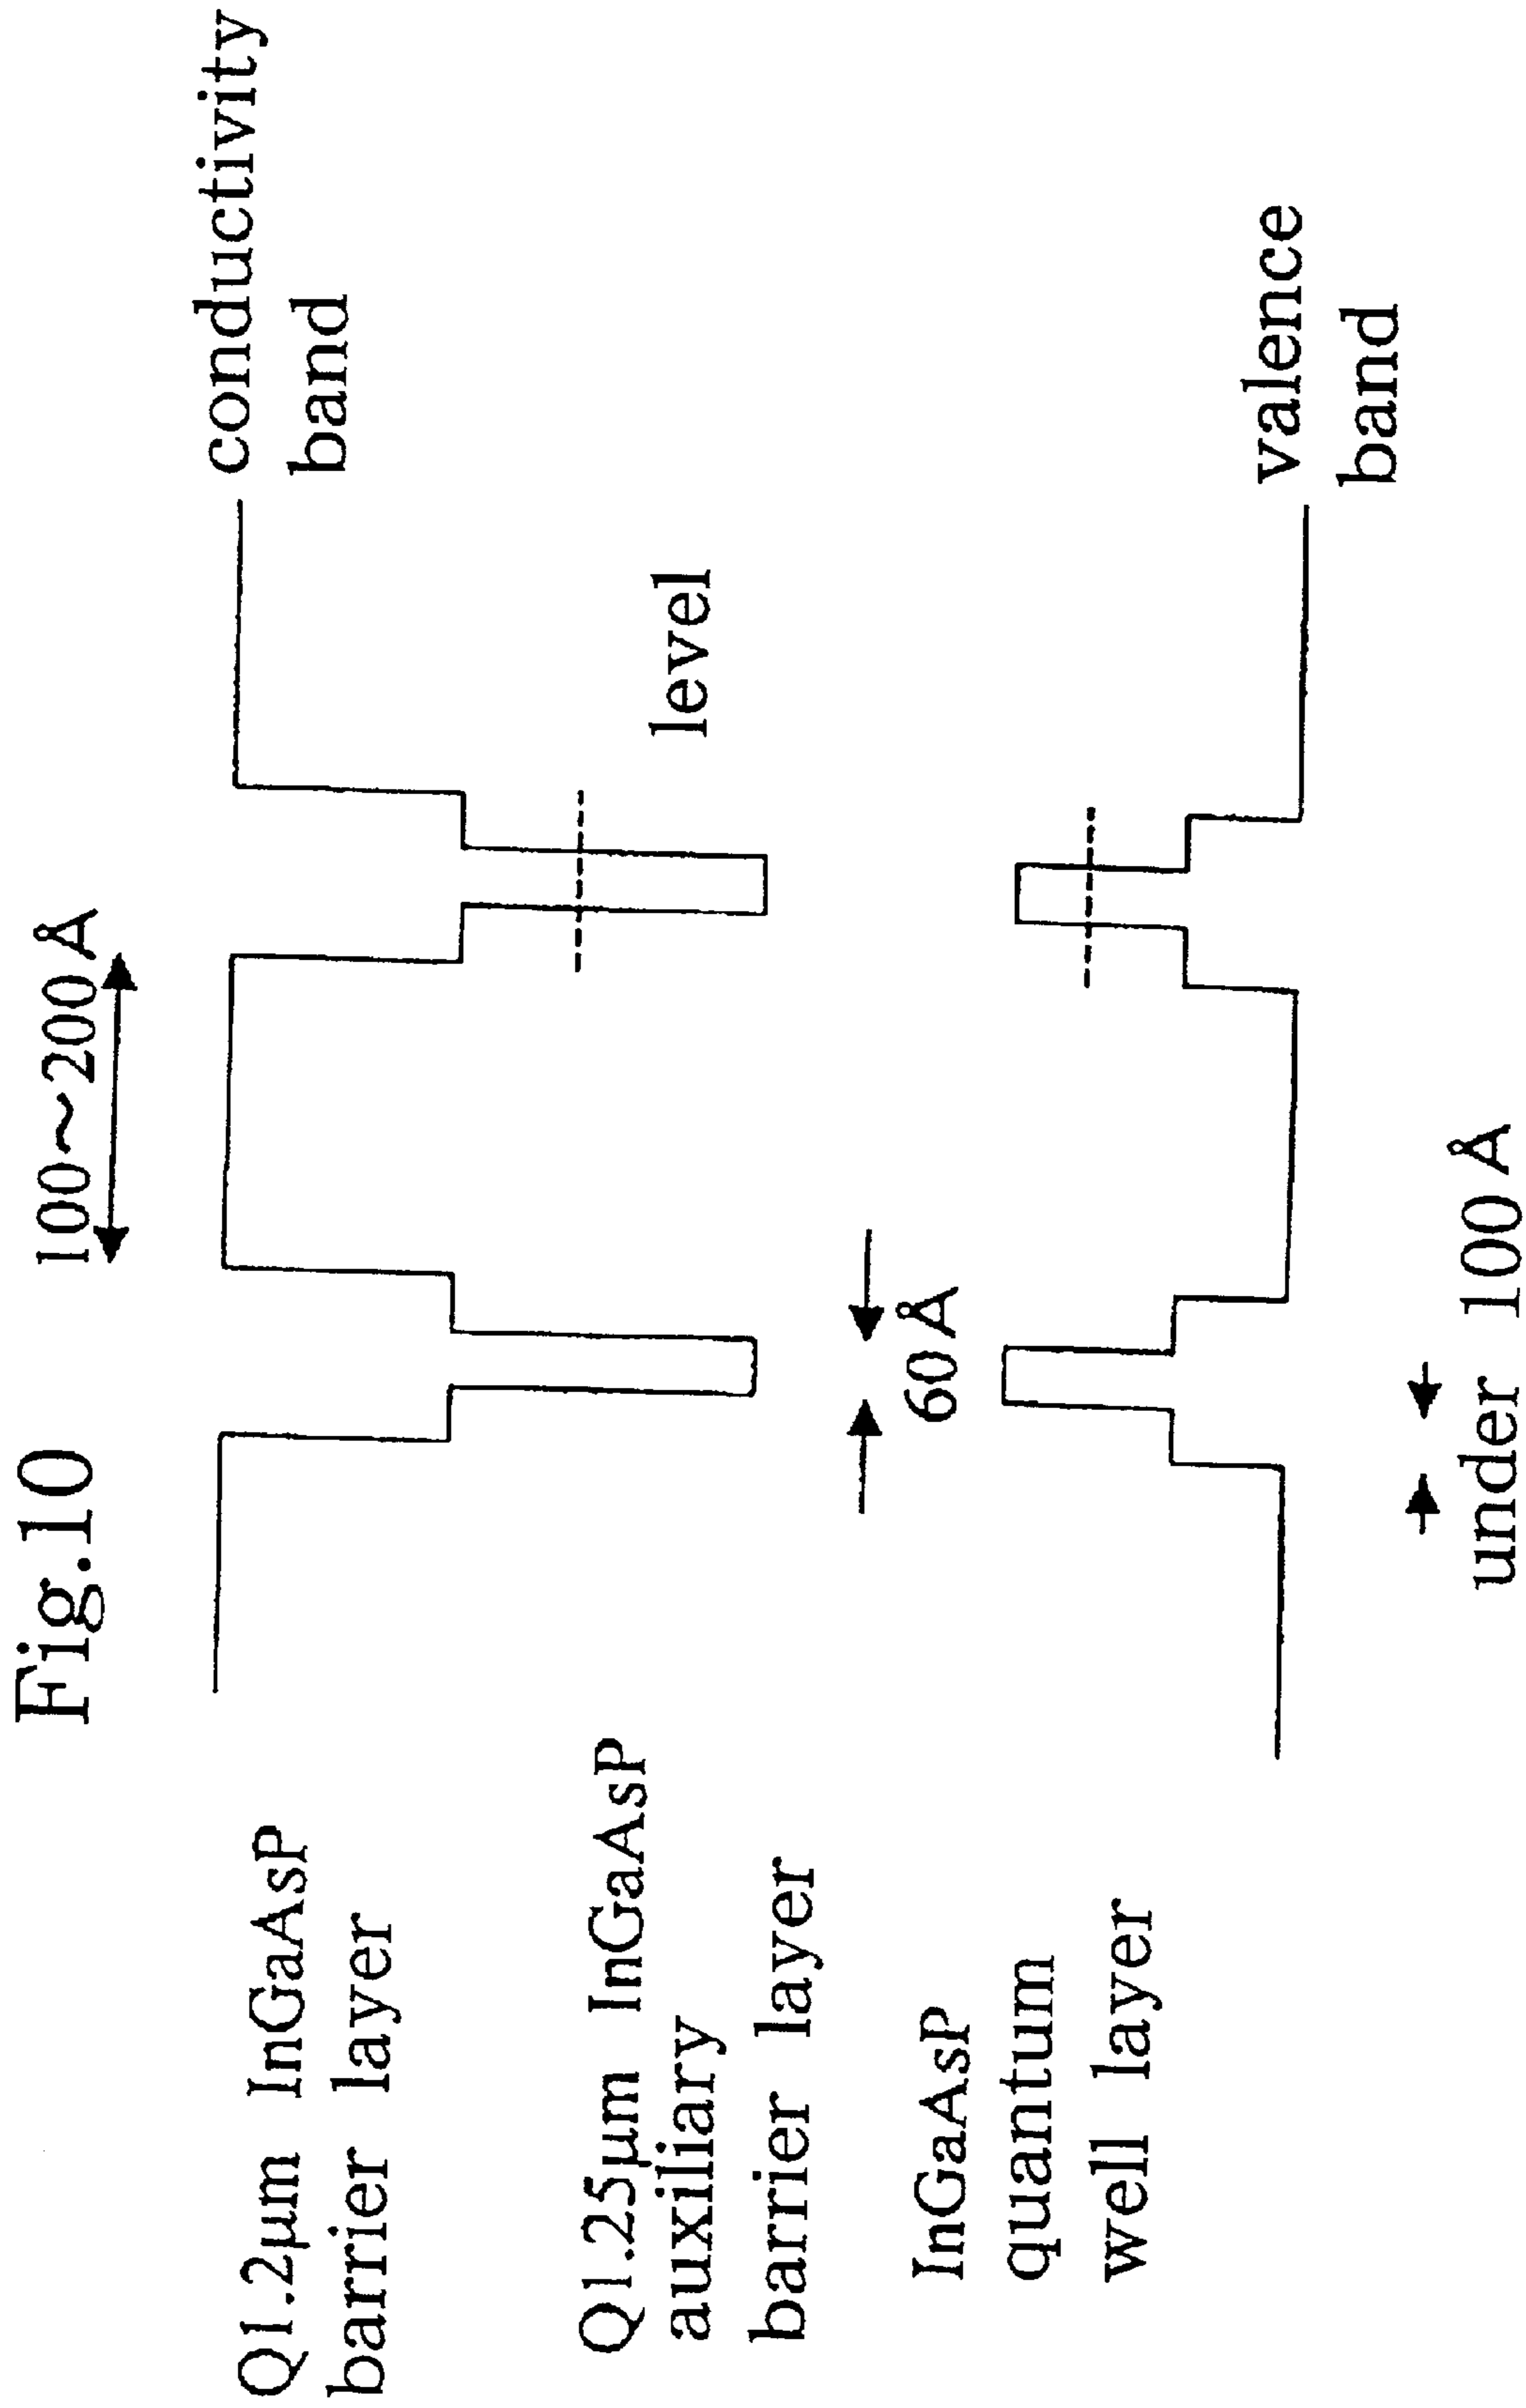 Fig.10
100~200Å
conductivity
band
Q1.2µm InGaAsP
barrier layer
level
Q1.25µm InGaAsP
auxiliary
barrier layer
60Å
InGaAsP
quantum
well layer
valence
band
under 100Å